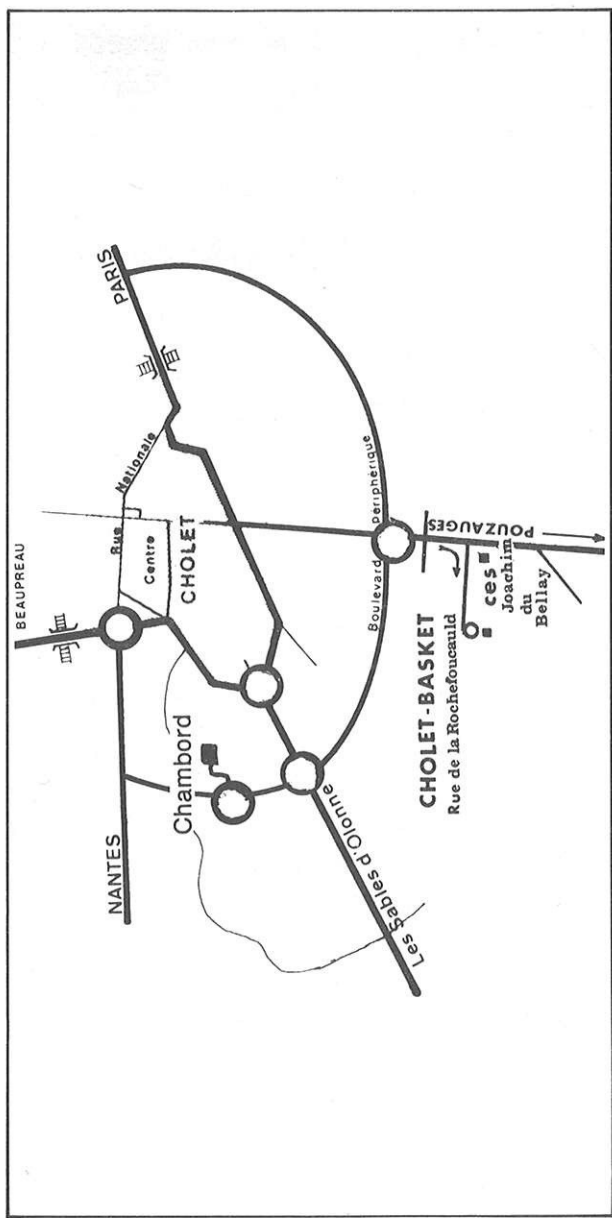 BEAUPREAU
PARIS
Rue Nationale
Centre
CHOLET
NANTES
Chambord
Boulevard Périphérique
Les Sables d'Olonne
POUZAUGES
CHOLET-BASKET
Rue de la Rochefoucauld
ces
Joachim
du
Bellay